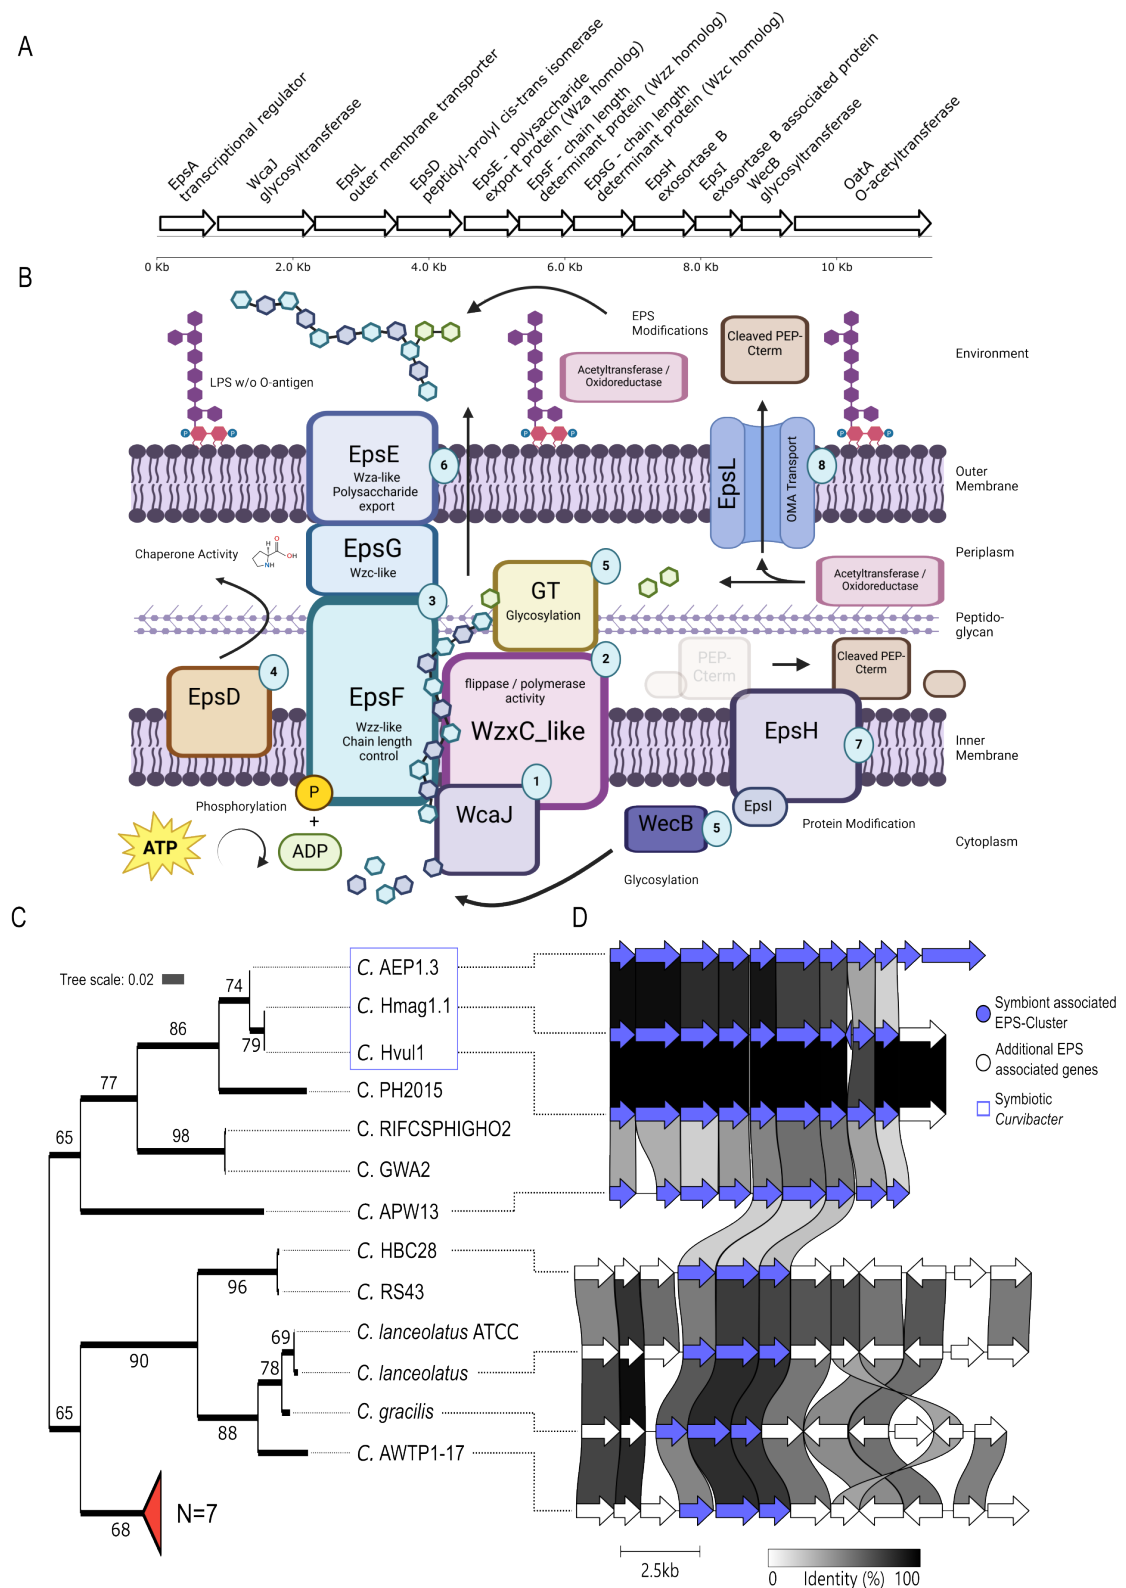 A
EpsA
transcriptional regulator
WcaJ
glycosyltransferase
EpsL
outer membrane transporter
EpsD
peptidyl-prolyl cis-trans isomerase
EpsE - polysaccharide
export protein (Wza homolog)
EpsF - chain length
determinant protein (Wzz homolog)
EpsG - chain length
determinant protein (Wzc homolog)
EpsH
exosortase B
EpsI
exosortase B associated protein
WecB
glycosyltransferase
OatA
O-acetyltransferase
0 Kb
2.0 Kb
4.0 Kb
6.0 Kb
8.0 Kb
10 Kb
B
EPS
Modifications
Cleaved PEP-
Cterm
Environment
LPS w/o O-antigen
Acetyltransferase /
Oxidoreductase
P
P
P
P
P
P
EpsE
Wza-like
Polysaccharide
export
6
EpsL
OMA Transport
8
Outer
Membrane
Chaperone Activity
H
O
OH
NH
EpsG
Wzc-like
Periplasm
3
GT
Glycosylation
5
Acetyltransferase /
Oxidoreductase
Peptido-
glycan
PEP-
Cterm
Cleaved PEP-
Cterm
EpsD
4
EpsF
Wzz-like
Chain length
control
2
flippase / polymerase
activity
WzxC_like
EpsH
7
Inner
Membrane
1
Phosphorylation
P
+
ADP
ATP
WcaJ
EpsI
WecB
5
Protein Modification
Cytoplasm
Glycosylation
C
Tree scale: 0.02
74
79
86
77
98
65
96
90
69
78
88
65
68
N=7
C. AEP1.3
C. Hmag1.1
C. Hvul1
C. PH2015
C. RIFCSPHIGHO2
C. GWA2
C. APW13
C. HBC28
C. RS43
C. lanceolatus ATCC
C. lanceolatus
C. gracilis
C. AWTP1-17
D
Symbiont associated
EPS-Cluster
Additional EPS
associated genes
Symbiotic
Curvibacter
2.5kb
0
Identity (%)
100